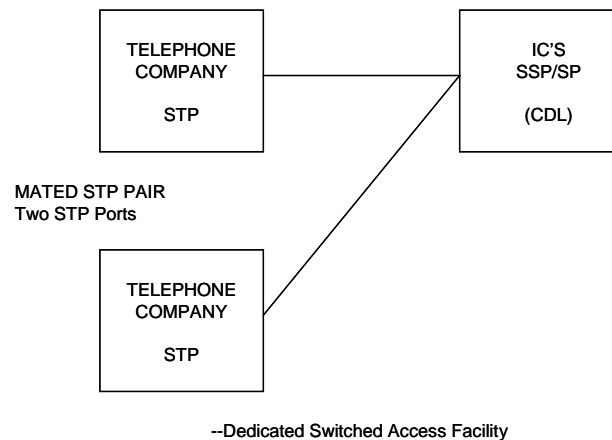 TELEPHONE
COMPANY
STP
IC'S
SSP/SP
(CDL)
MATED STP PAIR
Two STP Ports
TELEPHONE
COMPANY
STP
--Dedicated Switched Access Facility